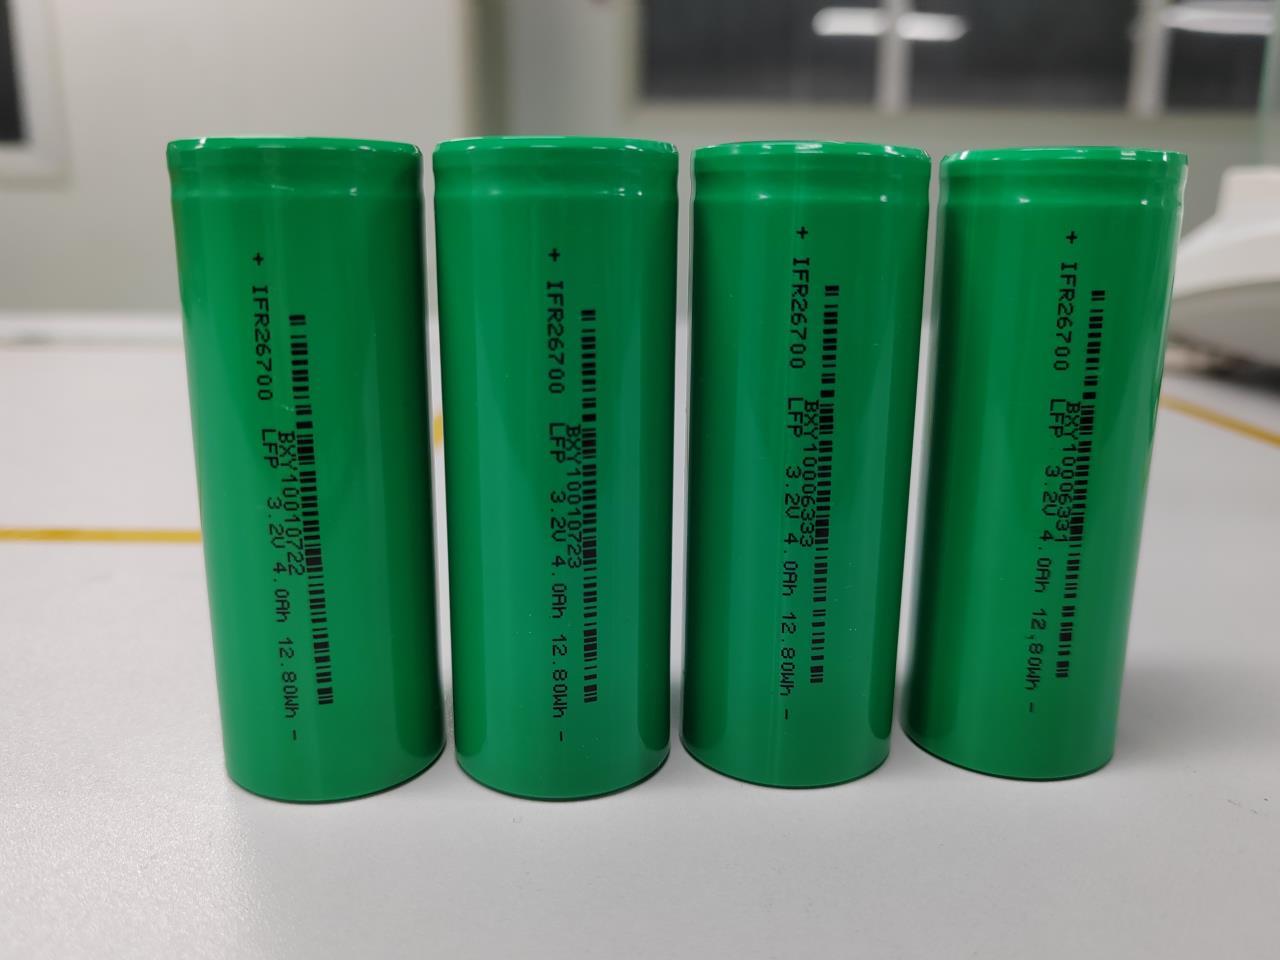 + IFR26700 LFP 3.2V 4.0Ah 12.80Wh -
BXY10010722
+ IFR26700 LFP 3.2V 4.0Ah 12.80Wh -
BXY10010723
+ IFR26700 LFP 3.2V 4.0Ah 12.80Wh -
BXY10006333
+ IFR26700 LFP 3.2V 4.0Ah 12.80Wh -
BXY10006331